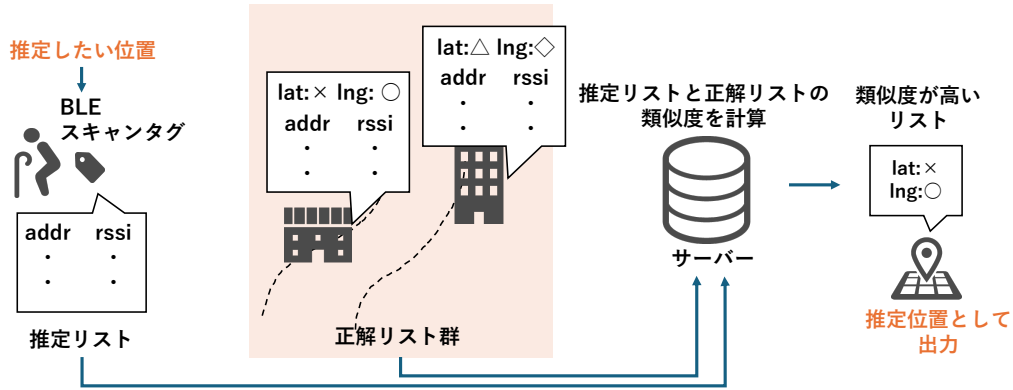 推定したい位置
BLE
スキャンタグ
addr rssi
・ ・
・ ・
推定リスト
lat:× lng: ○
addr rssi
・ ・
・ ・
lat:△ lng:◇
addr rssi
・ ・
・ ・
正解リスト群
推定リストと正解リストの
類似度を計算
サーバー
類似度が高い
リスト
lat:×
lng:○
推定位置として
出力